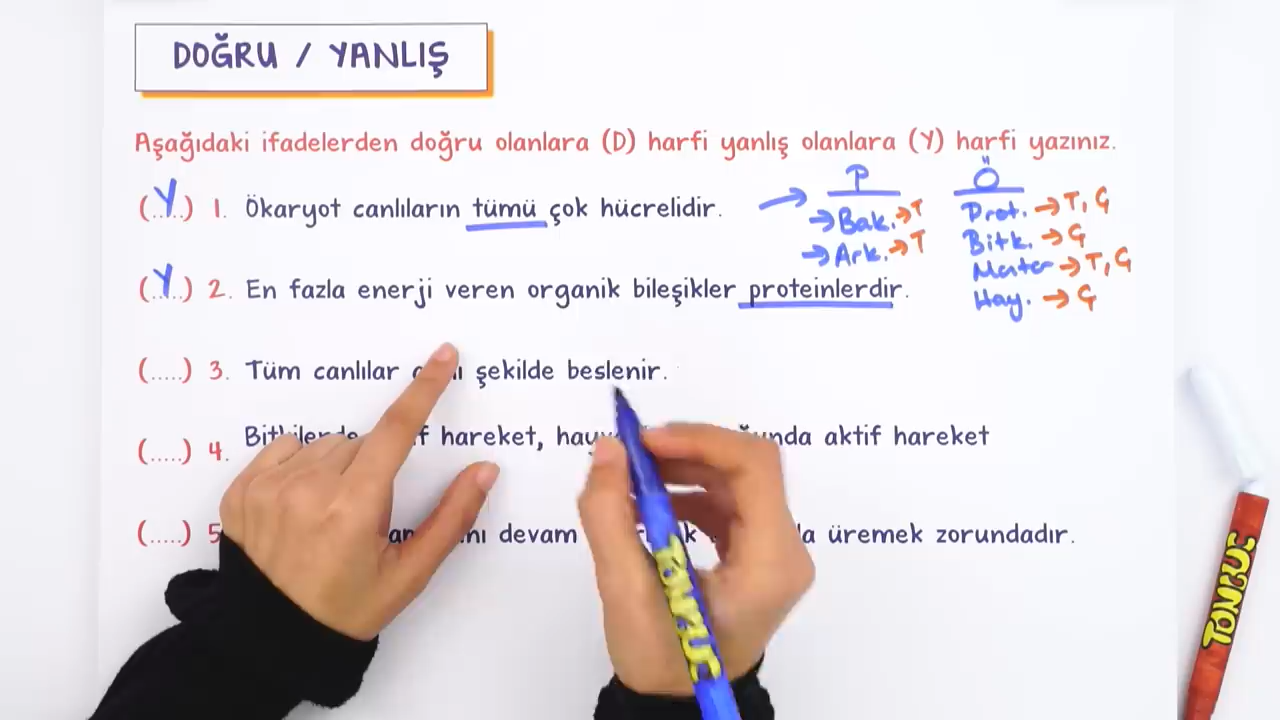 DOĞRU / YANLIŞ
Aşağıdaki ifadelerden doğru olanlara (D) harfi yanlış olanlara (Y) harfi yazınız.
(..Y..) 1. Ökaryot canlıların tümü çok hücrelidir.
(..Y..) 2. En fazla enerji veren organik bileşikler proteinlerdir.
(.....) 3. Tüm canlılar şekilde beslenir.
(.....) 4. hareket, aktif hareket
(.....) 5 devam üremek zorundadır.
P
→Bak.→T
→Ark.→T
Ö
Prot. →T, Ç
Bitk. →Ç
Mantar →T, Ç
Hay. →Ç
TONBUŞ